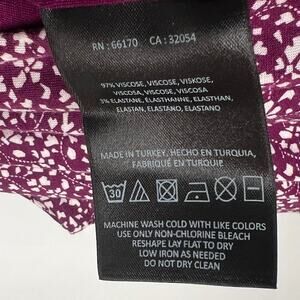 RN : 66170 CA : 32054
97% VISCOSE, VISCOSE, VISKOSE,
VISCOSA, VISCOSE, VISCOSA
3% ELASTANE, ÉLASTHANNE, ELASTHAN,
ELASTAN, ELASTANO, ELASTANO
MADE IN TURKEY, HECHO EN TURQUIA,
FABRIQUÉ EN TURQUIE
30
MACHINE WASH COLD WITH LIKE COLORS
USE ONLY NON-CHLORINE BLEACH
RESHAPE LAY FLAT TO DRY
LOW IRON AS NEEDED
DO NOT DRY CLEAN